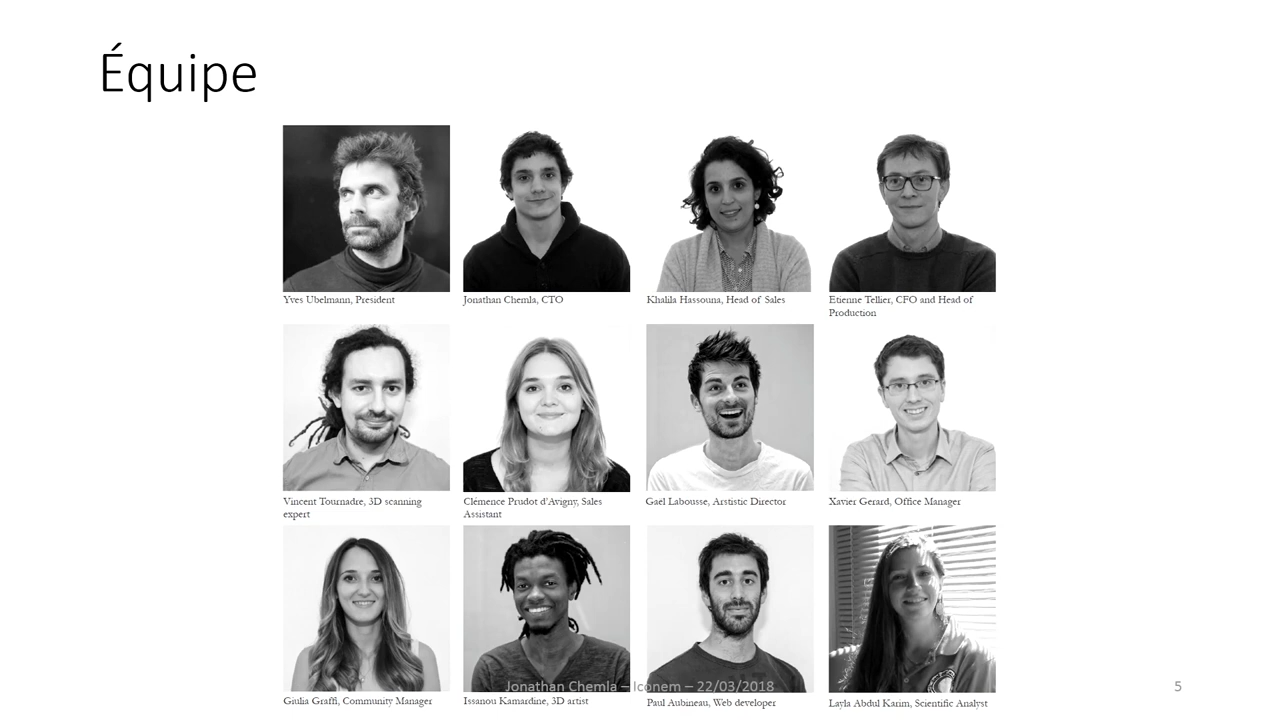 Équipe
Yves Ubelmann, President
Jonathan Chemla, CTO
Khalila Hassouna, Head of Sales
Etienne Tellier, CFO and Head of
Production
Vincent Tournadre, 3D scanning
expert
Clémence Prudot d'Avigny, Sales
Assistant
Gaël Labousse, Arstistic Director
Xavier Gerard, Office Manager
Giulia Graffi, Community Manager
Issanou Kamardine, 3D artist
Paul Aubineau, Web developer
Layla Abdul Karim, Scientific Analyst
Jonathan Chemla – Iconem – 22/03/2018
5